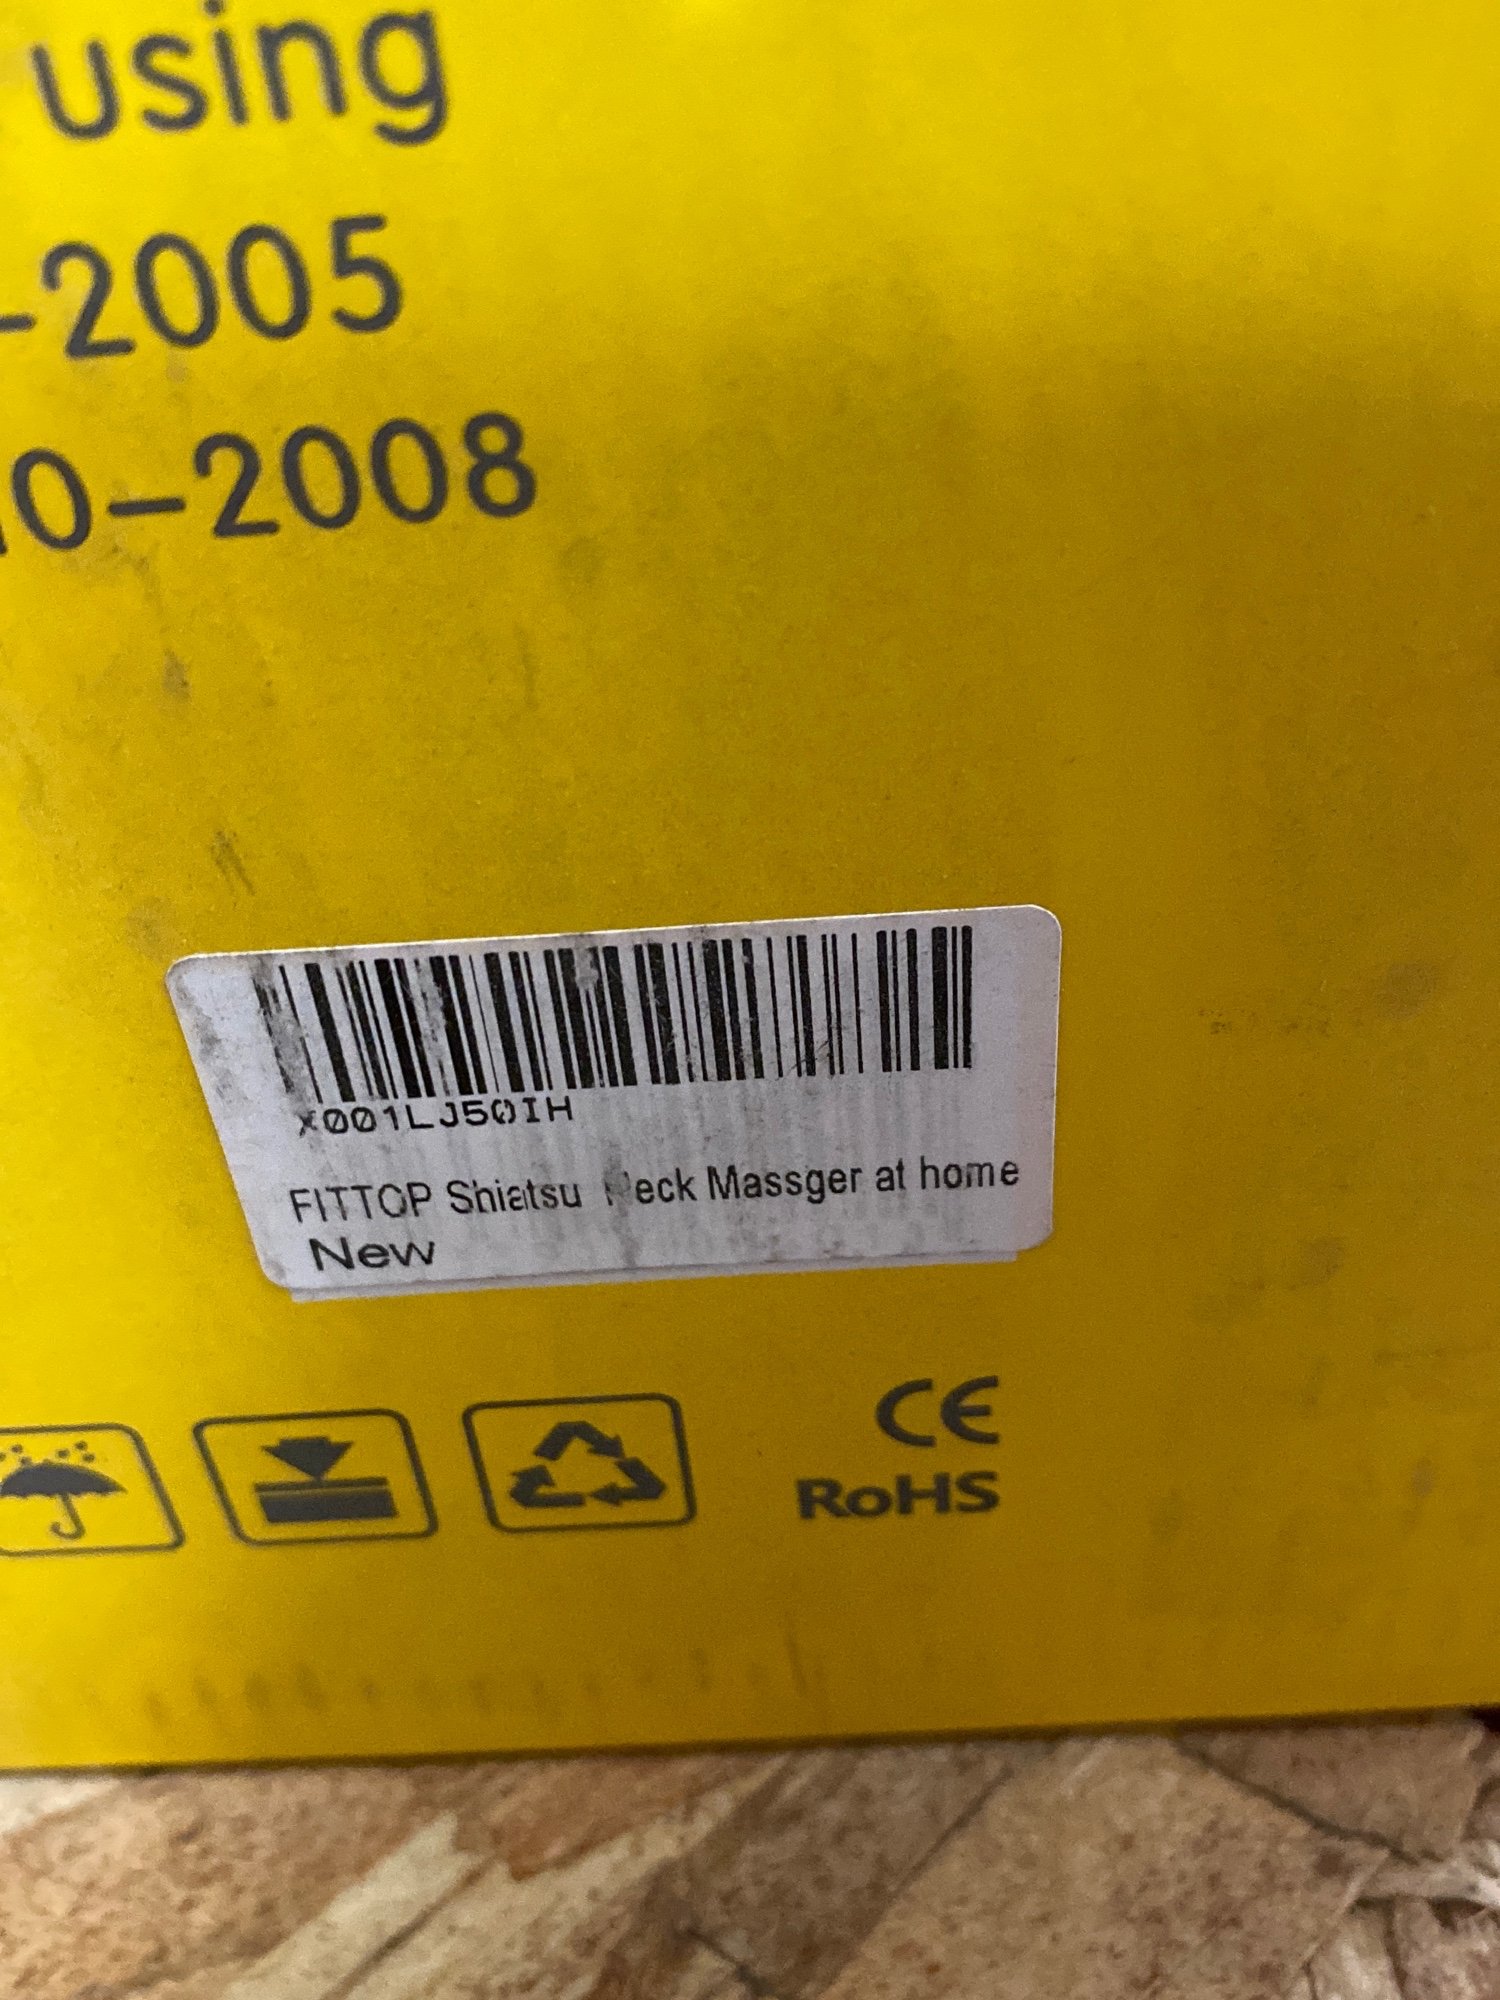 using
-2005
10-2008
X001LJ50IH
FITTOP Shiatsu Neck Massger at home
New
CE
RoHS